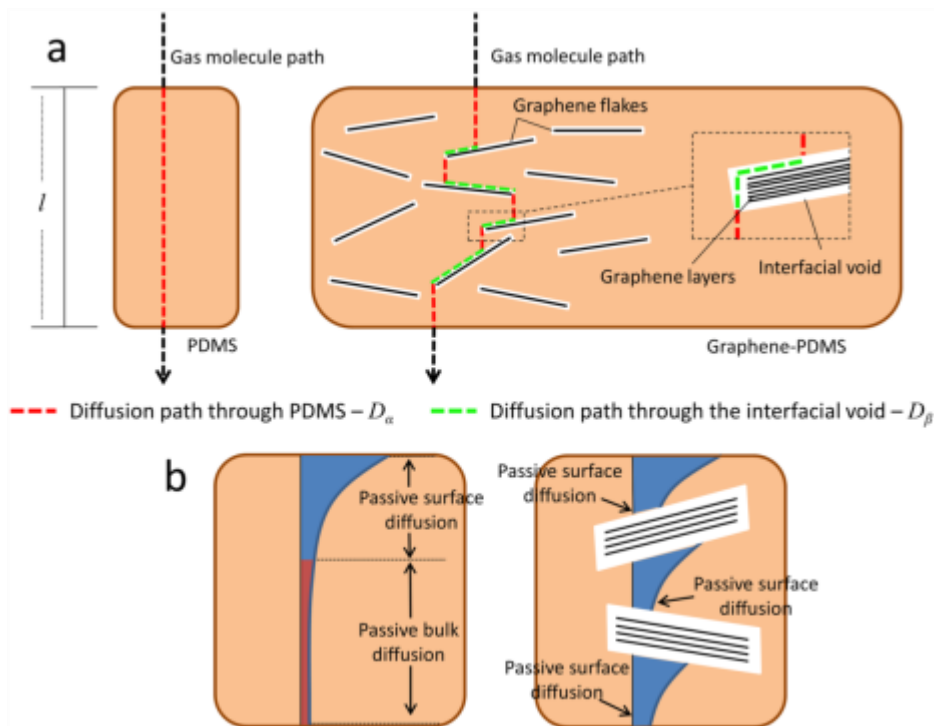 a
Gas molecule path
Gas molecule path
Graphene flakes
l
Graphene layers
Interfacial void
PDMS
Graphene-PDMS
Diffusion path through PDMS – Dα
Diffusion path through the interfacial void – Dβ
b
Passive surface
diffusion
Passive bulk
diffusion
Passive surface
diffusion
Passive surface
diffusion
Passive surface
diffusion